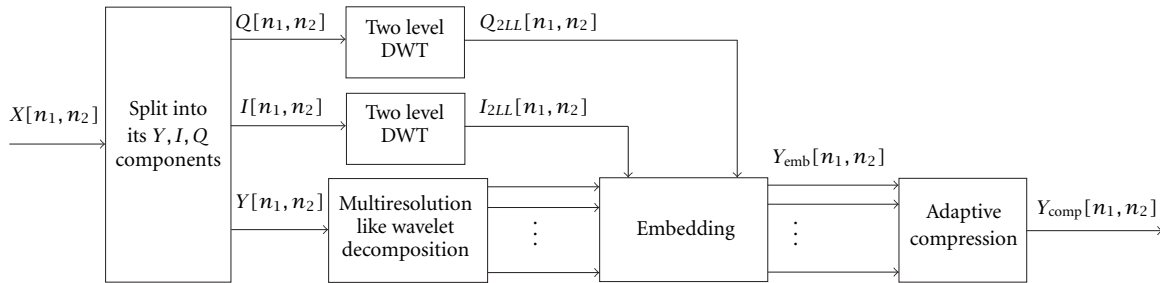 X[n₁, n₂]
Split into
its Y, I, Q
components
Q[n₁, n₂]
Two level
DWT
Q₂LL[n₁, n₂]
I[n₁, n₂]
Two level
DWT
I₂LL[n₁, n₂]
Y[n₁, n₂]
Multiresolution
like wavelet
decomposition
⋮
Embedding
Yemb[n₁, n₂]
⋮
Adaptive
compression
Ycomp[n₁, n₂]